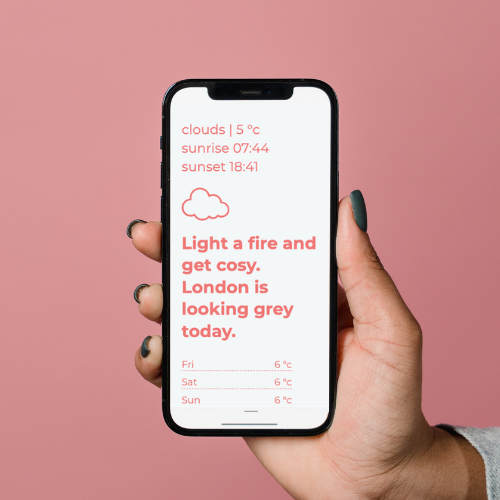 clouds | 5 °c
sunrise 07:44
sunset 18:41
Light a fire and
get cosy.
London is
looking grey
today.
Fri 6 °c
Sat 6 °c
Sun 6 °c